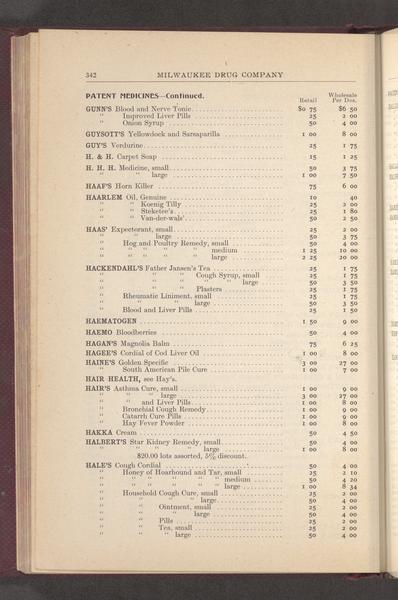 342 MILWAUKEE DRUG COMPANY
PATENT MEDICINES—Continued. Retail Wholesale Per Doz.
GUNN'S Blood and Nerve Tonic $0 75 $6 50
" Improved Liver Pills 25 2 00
" Onion Syrup 50 4 00
GUYSOTT'S Yellowdock and Sarsaparilla 1 00 8 00
GUY'S Verdurine 25 1 75
H. & H. Carpet Soap 15 1 25
H. H. H. Medicine, small 50 3 75
" " large 1 00 7 50
HAAF'S Horn Killer 75 6 00
HAARLEM Oil, Genuine 10 40
" " Koenig Tilly 25 2 00
" " Steketee's 25 1 80
" " Van-der-wals' 50 2 50
HAAS' Expectorant, small 25 2 00
" " large 50 3 75
" Hog and Poultry Remedy, small 50 4 00
" " " " " medium 1 25 10 00
" " " " " large 2 25 20 00
HACKENDAHL'S Father Jansen's Tea 25 1 75
" " " Cough Syrup, small 25 1 75
" " " " " large 50 3 50
" " " Plasters 25 1 75
" Rheumatic Liniment, small 25 1 75
" " " large 50 3 50
" Blood and Liver Pills 25 1 50
HAEMATOGEN 1 50 9 00
HAEMO Bloodberries 50 4 00
HAGAN'S Magnolia Balm 75 6 25
HAGEE'S Cordial of Cod Liver Oil 1 00 8 00
HAINE'S Golden Specific 3 00 27 00
" South American Pile Cure 1 00 7 00
HAIR HEALTH, see Hay's.
HAIR'S Asthma Cure, small 1 00 9 00
" " " large 3 00 27 00
" " and Liver Pills 1 00 8 00
" Bronchial Cough Remedy 1 00 9 00
" Catarrh Cure Pills 1 00 9 00
" Hay Fever Powder 1 00 8 00
HAKKA Cream 50 4 50
HALBERT'S Star Kidney Remedy, small 50 4 00
" " " " large 1 00 8 00
$20.00 lots assorted, 5% discount.
HALE'S Cough Cordial 50 4 00
" Honey of Hoarhound and Tar, small 25 2 10
" " " " " " medium 50 4 20
" " " " " " large 1 00 8 34
" Household Cough Cure, small 25 2 00
" " " " large 50 4 00
" " Ointment, small 25 2 00
" " " large 50 4 00
" " Pills 25 2 00
" " Tea, small 25 2 00
" " " large 50 4 00